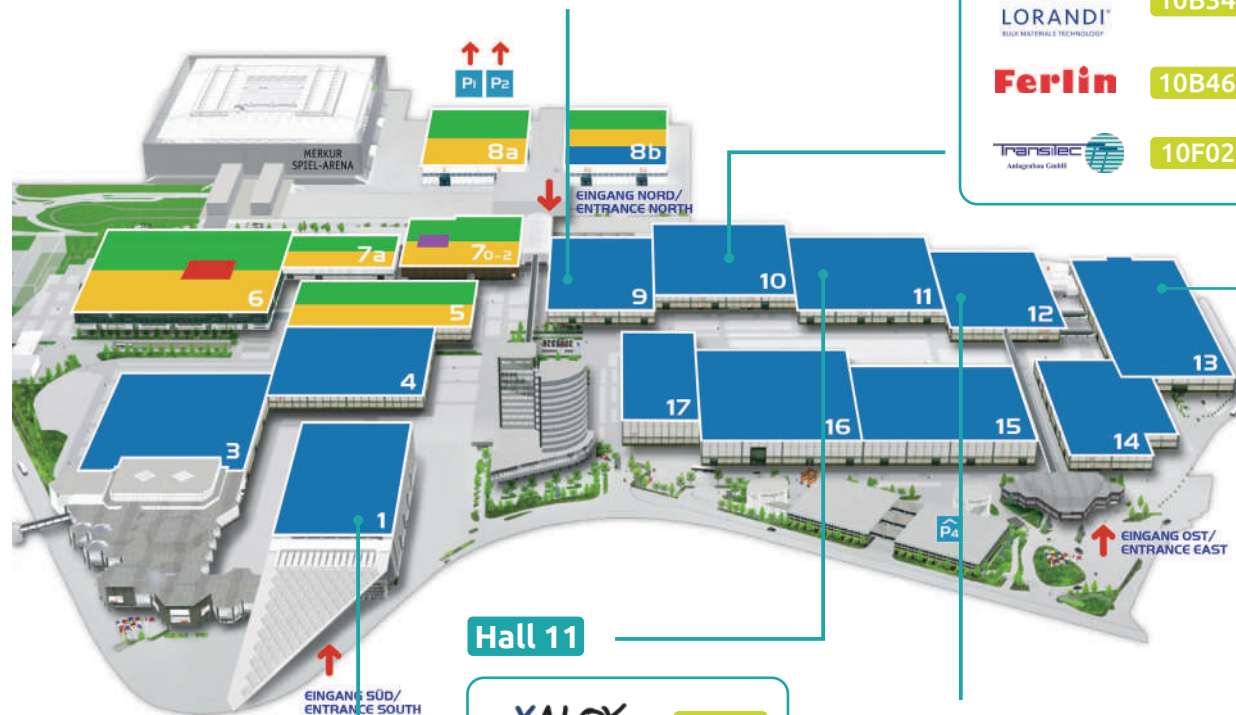 10B34
LORANDI®
BULK MATERIALS TECHNOLOGY
Ferlin
10B46
Transitec
Anlagenbau GmbH
10F02
P1 P2
MERKUR
SPIEL-ARENA
8a
8b
EINGANG NORD/
ENTRANCE NORTH
7a
70-2
6
5
9
10
11
12
13
4
3
17
16
15
14
1
P4
EINGANG OST/
ENTRANCE EAST
Hall 11
EINGANG SÜD/
ENTRANCE SOUTH
XALOY